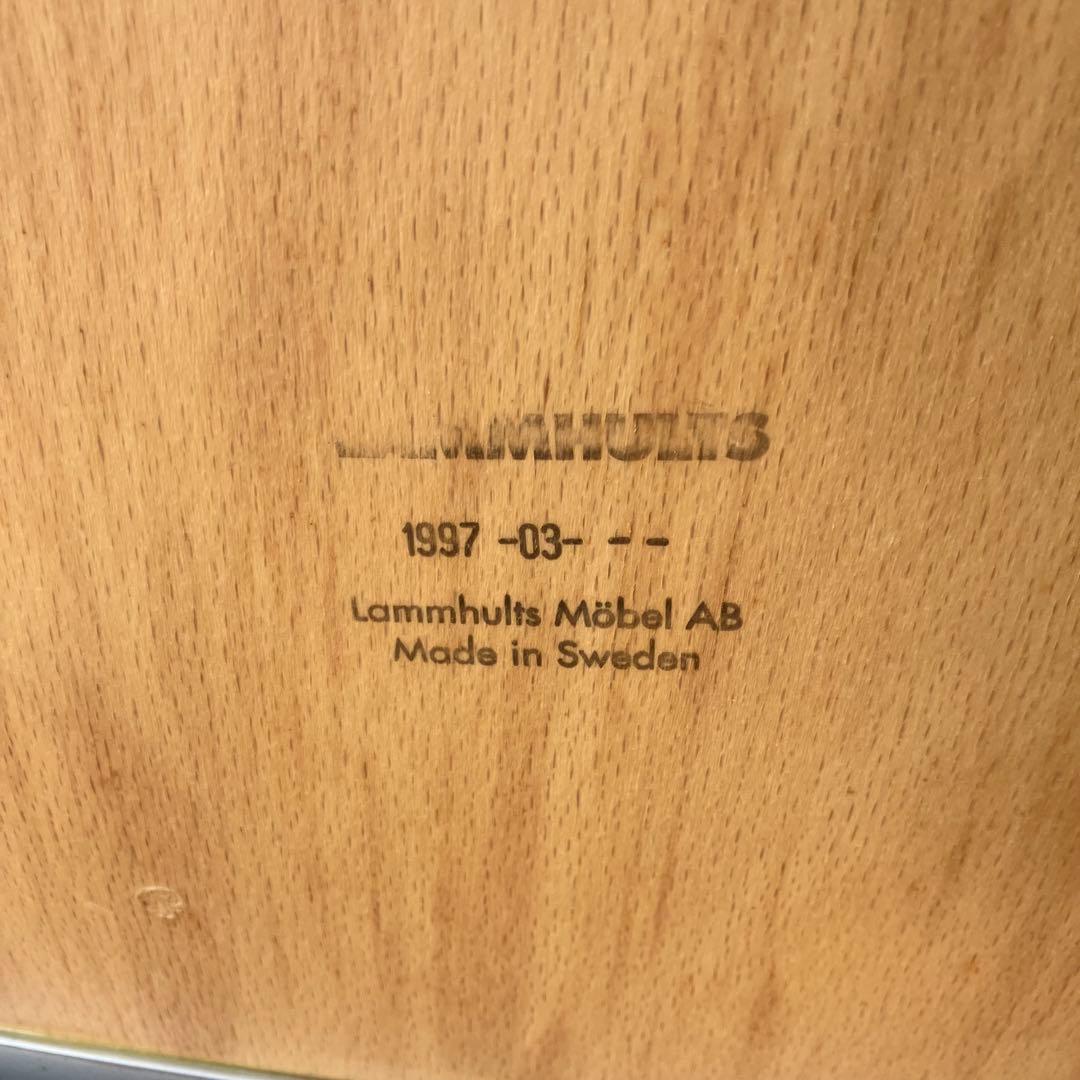 LAMMHULTS
1997 -03- - -
Lammhults Möbel AB
Made in Sweden